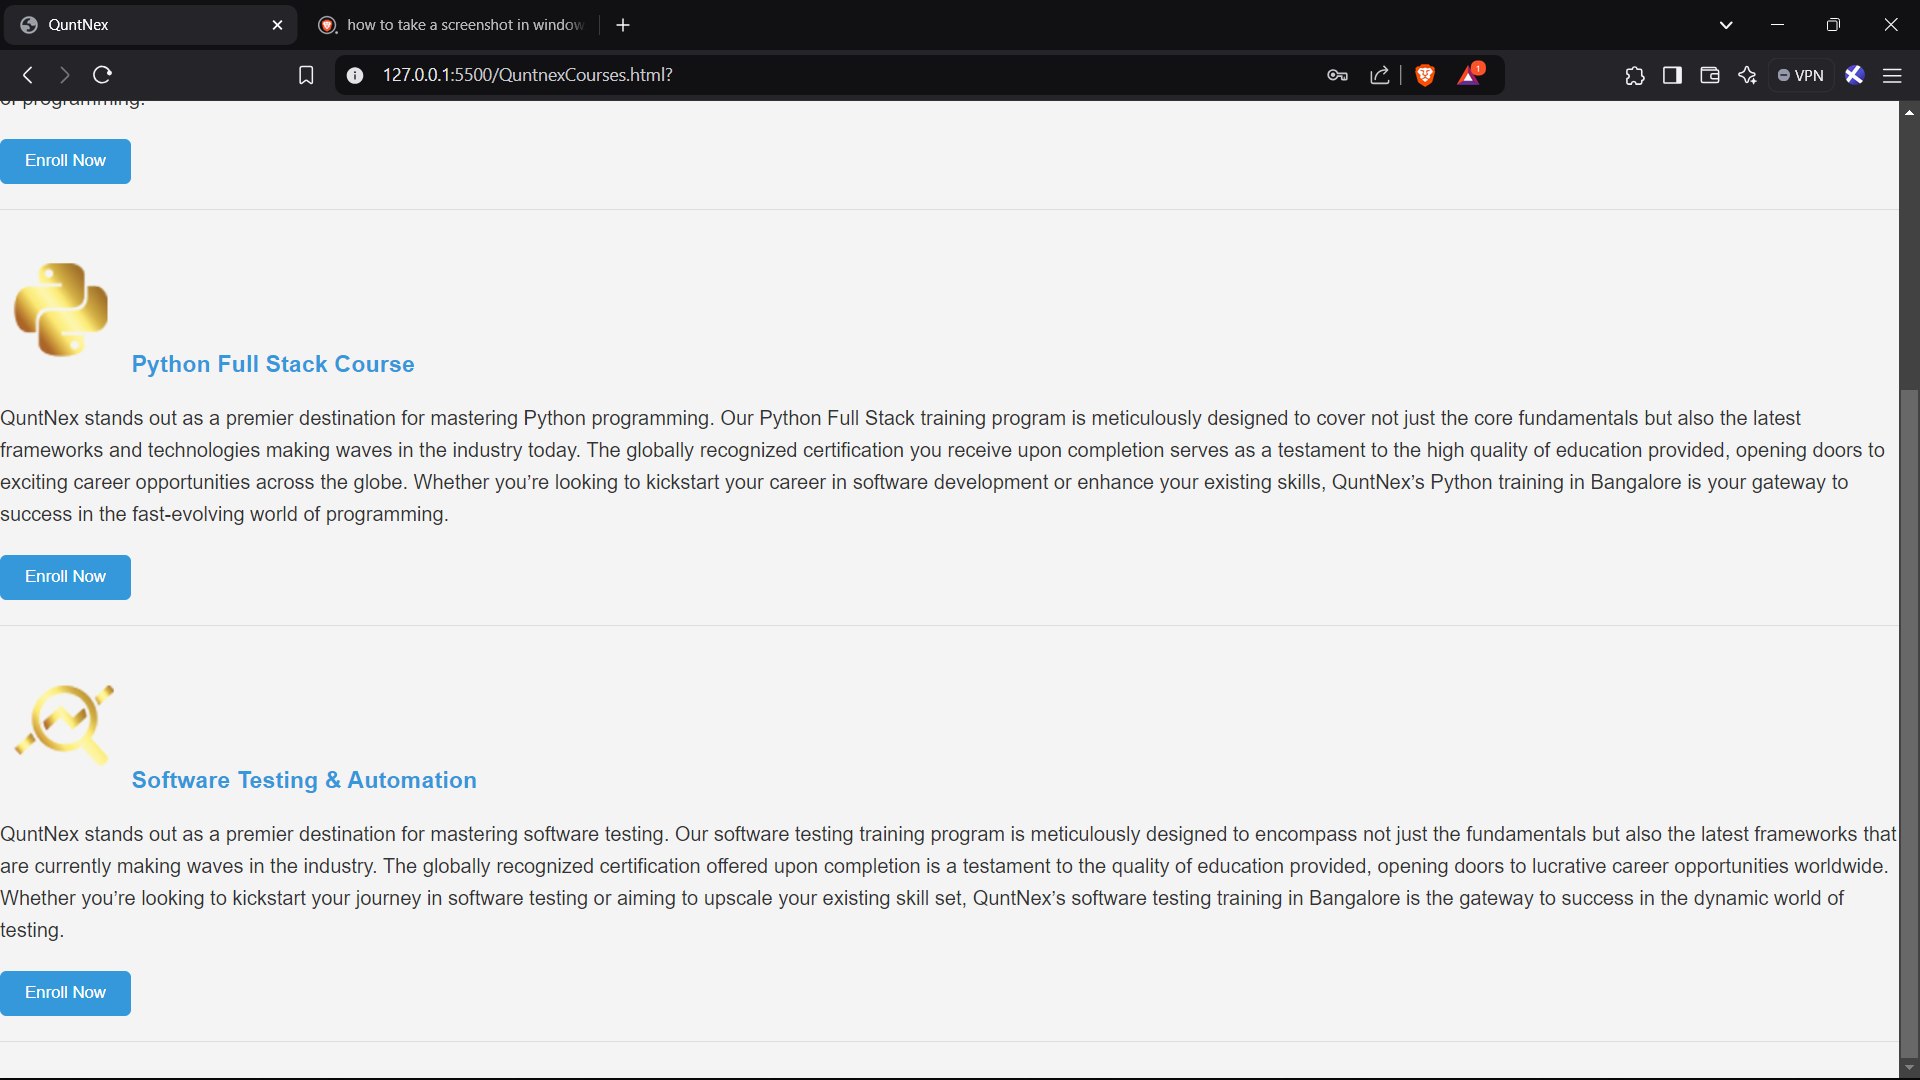 QuntNex
how to take a screenshot in window
127.0.0.1:5500/QuntnexCourses.html?
1
VPN
of programming.
Enroll Now
Python Full Stack Course
QuntNex stands out as a premier destination for mastering Python programming. Our Python Full Stack training program is meticulously designed to cover not just the core fundamentals but also the latest
frameworks and technologies making waves in the industry today. The globally recognized certification you receive upon completion serves as a testament to the high quality of education provided, opening doors to
exciting career opportunities across the globe. Whether you’re looking to kickstart your career in software development or enhance your existing skills, QuntNex’s Python training in Bangalore is your gateway to
success in the fast-evolving world of programming.
Enroll Now
Software Testing & Automation
QuntNex stands out as a premier destination for mastering software testing. Our software testing training program is meticulously designed to encompass not just the fundamentals but also the latest frameworks that
are currently making waves in the industry. The globally recognized certification offered upon completion is a testament to the quality of education provided, opening doors to lucrative career opportunities worldwide.
Whether you’re looking to kickstart your journey in software testing or aiming to upscale your existing skill set, QuntNex’s software testing training in Bangalore is the gateway to success in the dynamic world of
testing.
Enroll Now